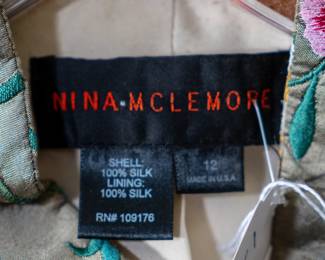 NINA·MCLEMORE
SHELL:
100% SILK
LINING:
100% SILK
RN# 109176
12
MADE IN U.S.A.